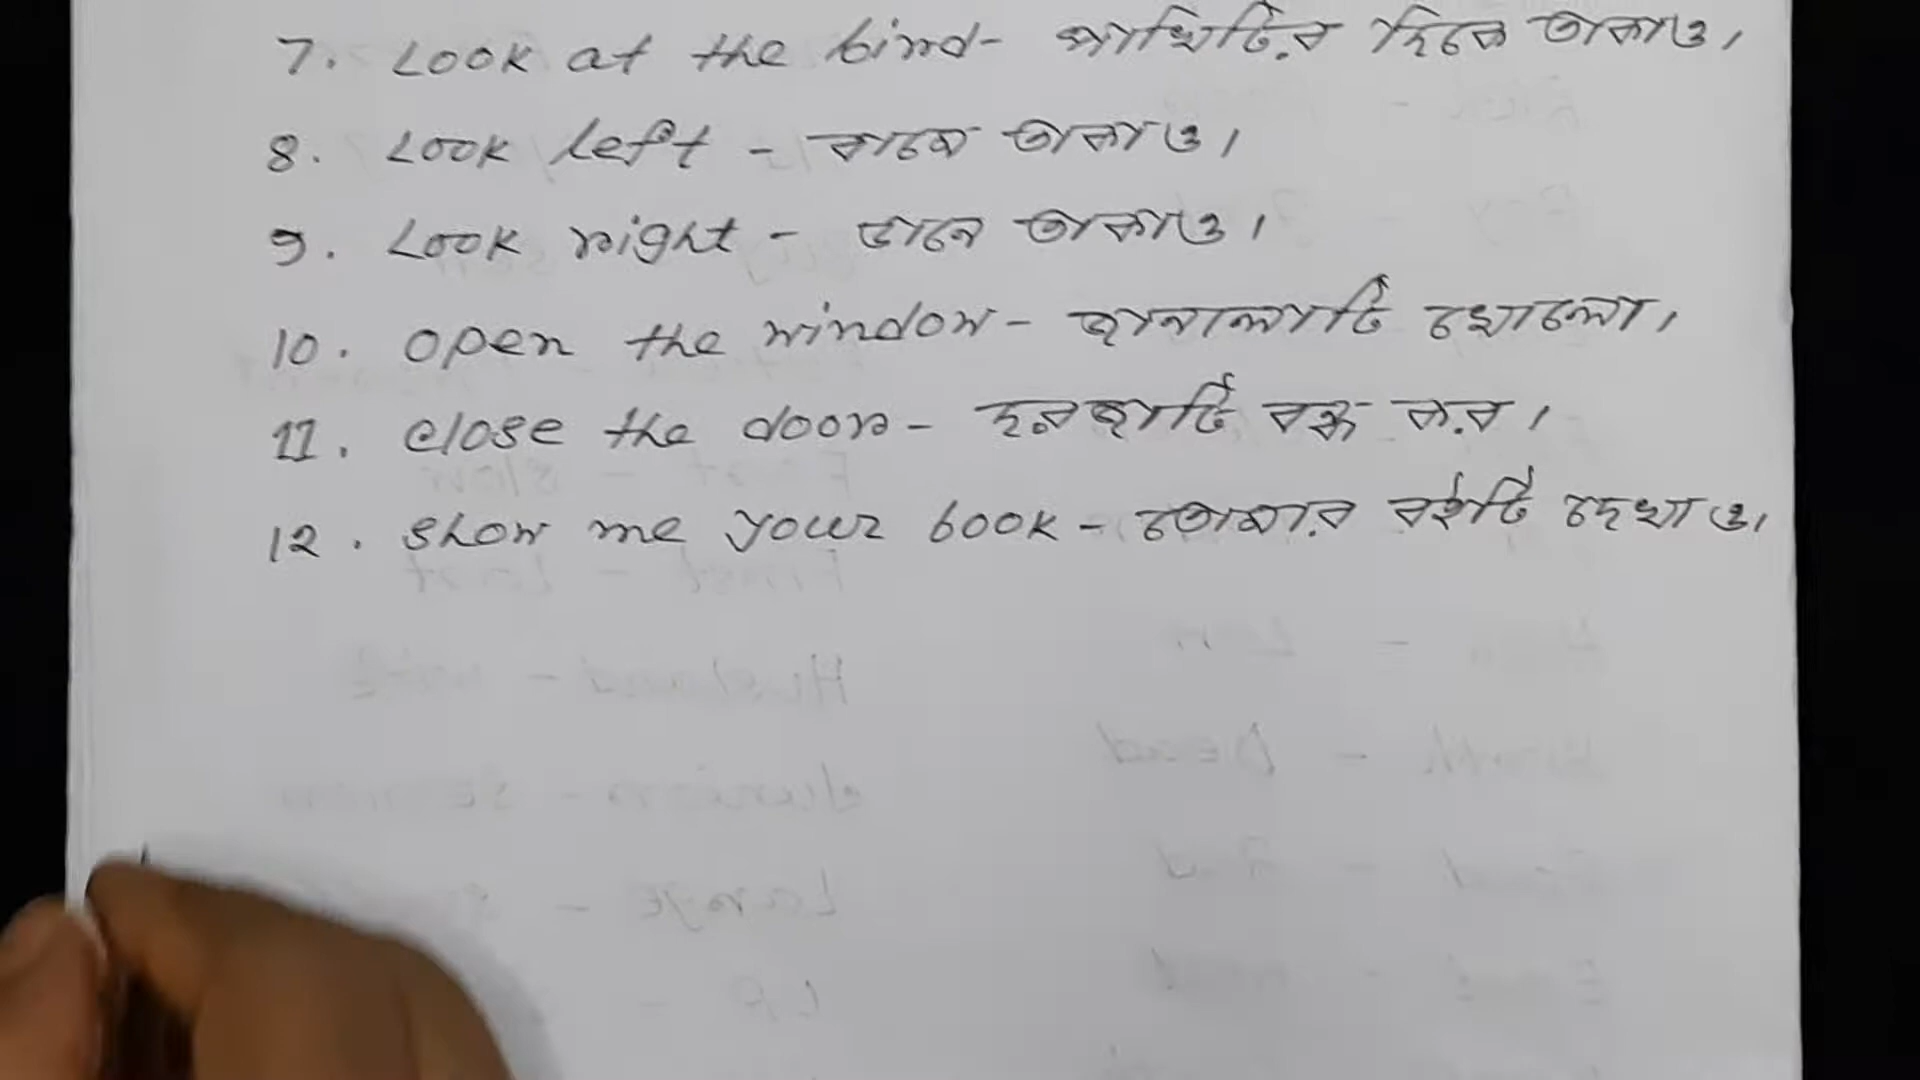 7. Look at the bird- পাখিটির দিকে তাকাও।
8. Look left - বামে তাকাও।
9. Look right - ডানে তাকাও।
10. open the window- জানালাটি খোলো।
11. close the door- দরজাটি বন্ধ কর।
12. show me your book- তোমার বইটি দেখাও।